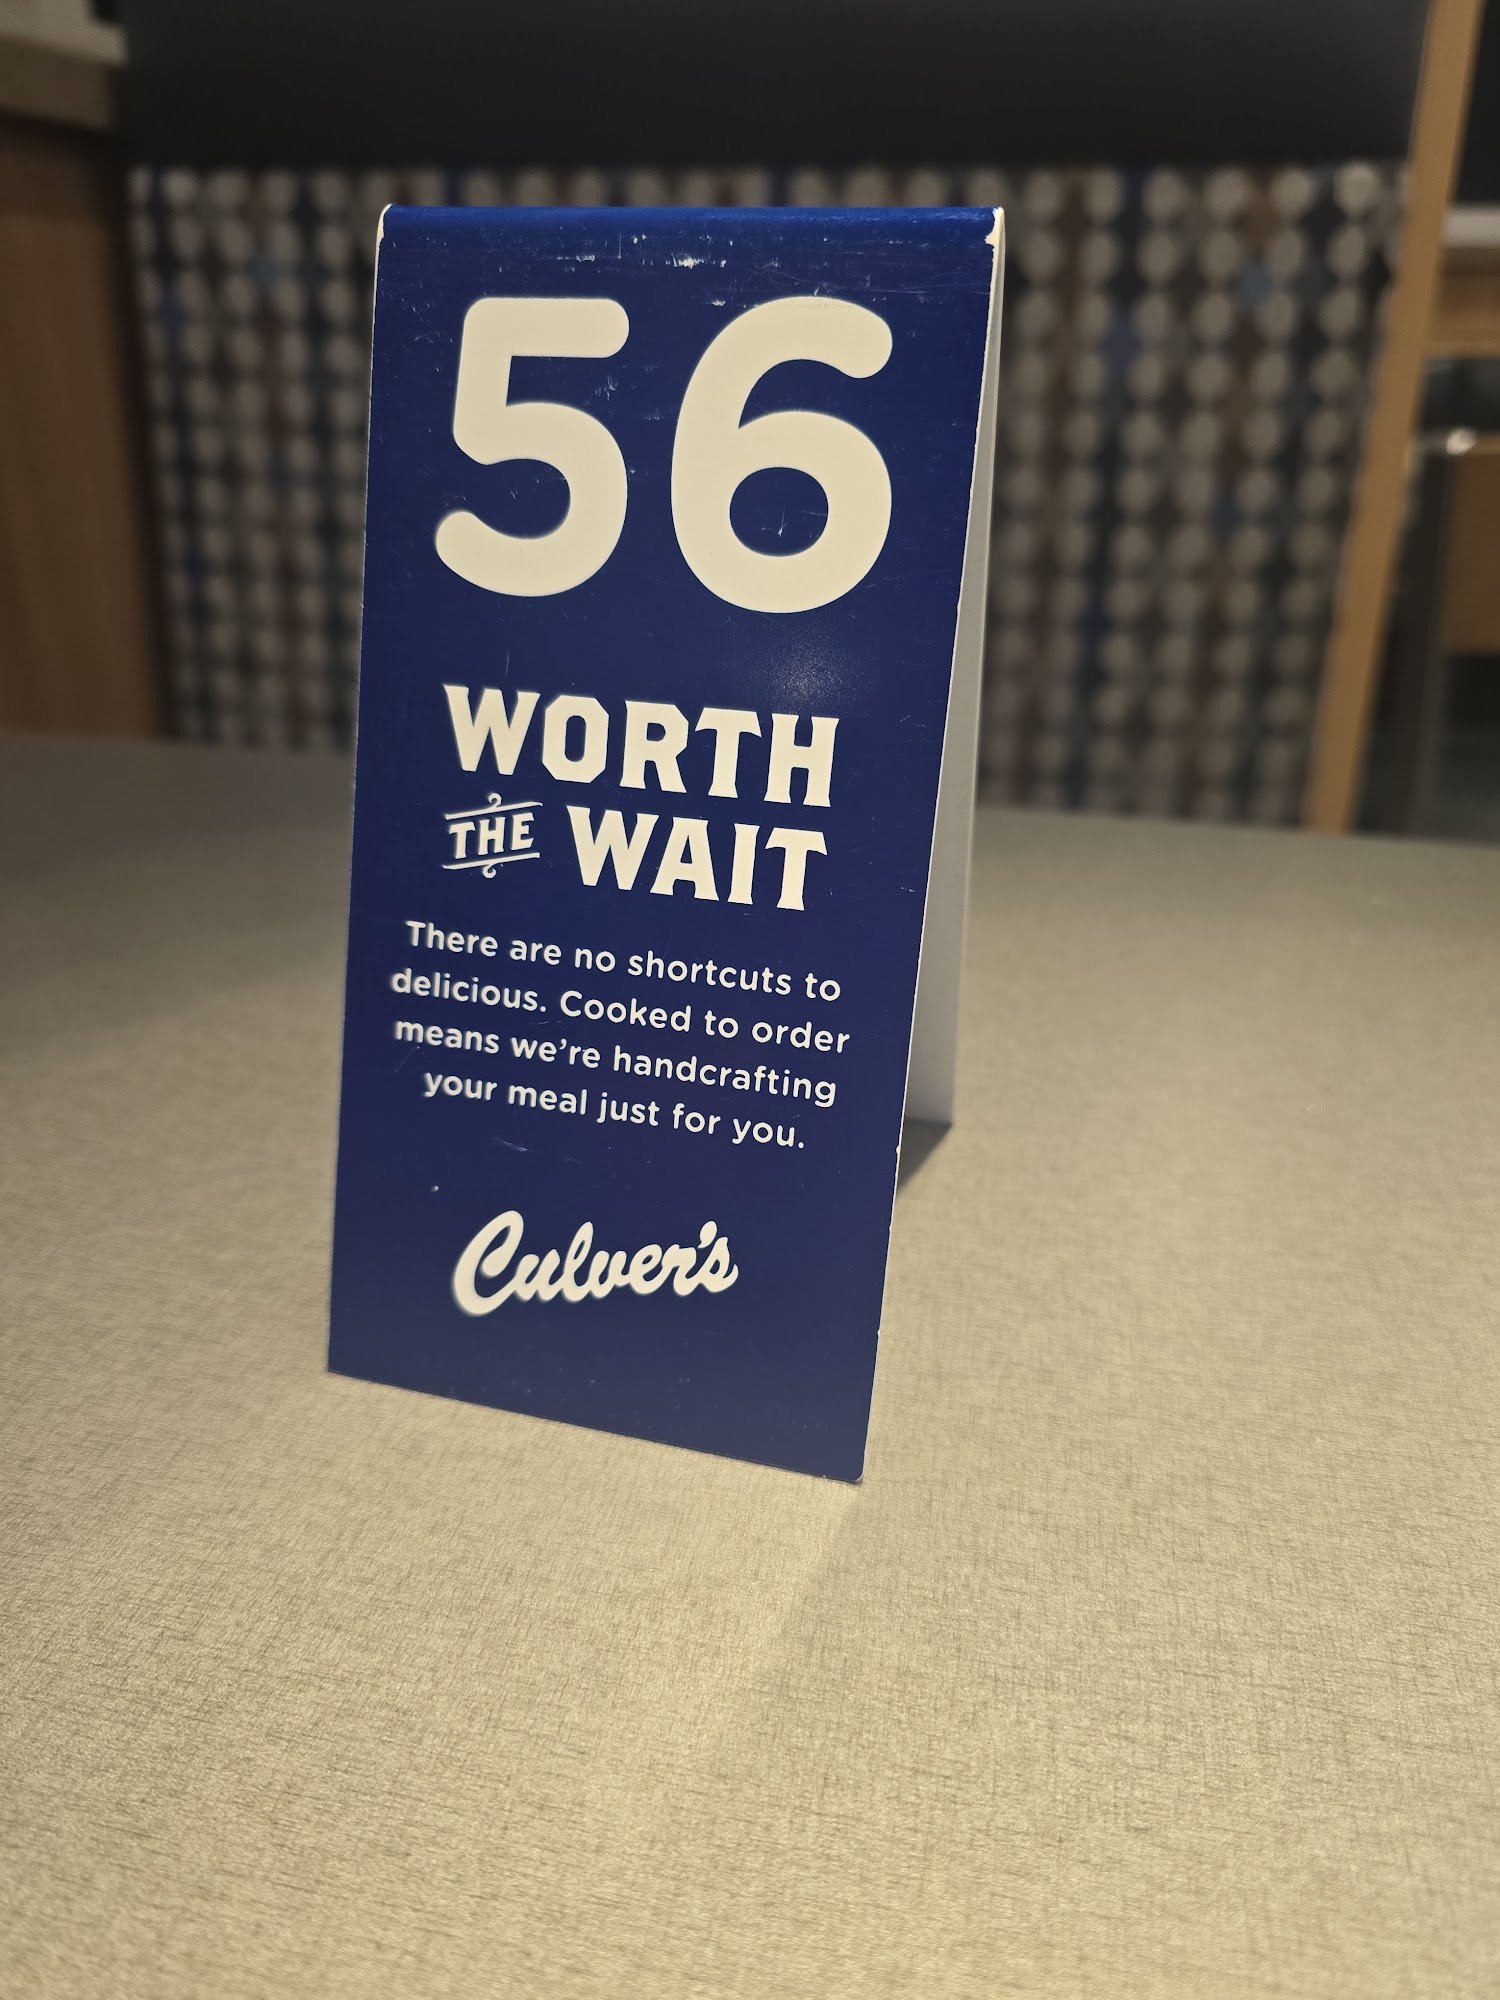 56
WORTH
THE WAIT
There are no shortcuts to
delicious. Cooked to order
means we're handcrafting
your meal just for you.
Culver's